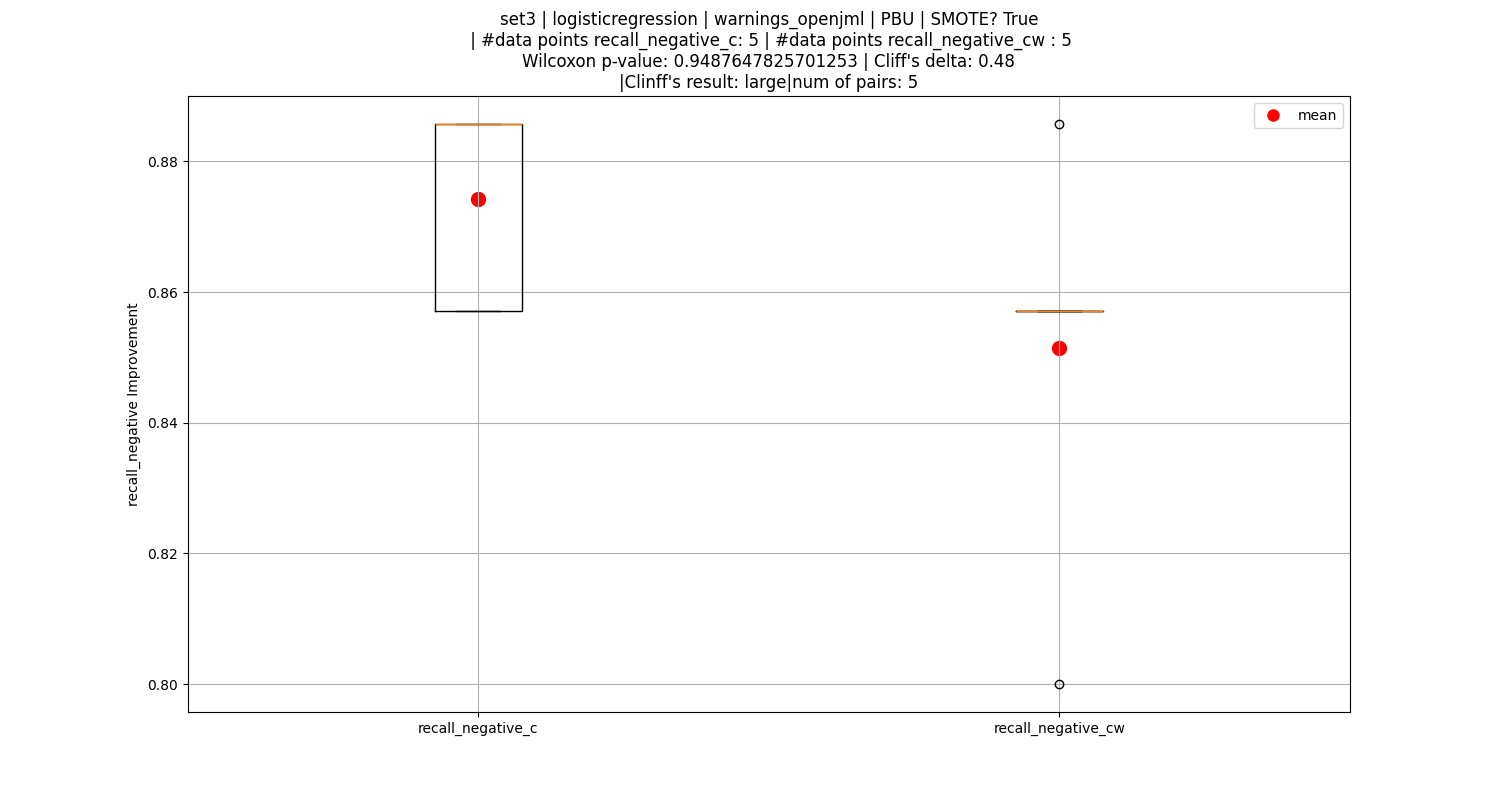 set3 | logisticregression | warnings_openjml | PBU | SMOTE? True
| #data points recall_negative_c: 5 | #data points recall_negative_cw : 5
Wilcoxon p-value: 0.9487647825701253 | Cliff's delta: 0.48
|Clinff's result: large|num of pairs: 5
mean
0.88
0.86
0.84
0.82
0.80
recall_negative Improvement
recall_negative_c
recall_negative_cw